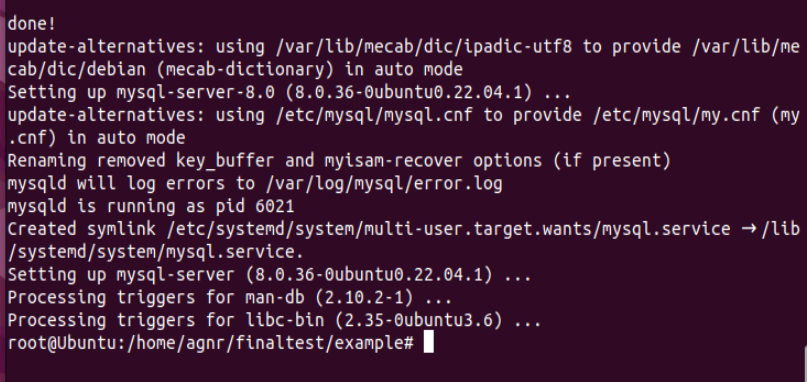 done!
update-alternatives: using /var/lib/mecab/dic/ipadic-utf8 to provide /var/lib/me
cab/dic/debian (mecab-dictionary) in auto mode
Setting up mysql-server-8.0 (8.0.36-0ubuntu0.22.04.1) ...
update-alternatives: using /etc/mysql/mysql.cnf to provide /etc/mysql/my.cnf (my
.cnf) in auto mode
Renaming removed key_buffer and myisam-recover options (if present)
mysqld will log errors to /var/log/mysql/error.log
mysqld is running as pid 6021
Created symlink /etc/systemd/system/multi-user.target.wants/mysql.service → /lib
/systemd/system/mysql.service.
Setting up mysql-server (8.0.36-0ubuntu0.22.04.1) ...
Processing triggers for man-db (2.10.2-1) ...
Processing triggers for libc-bin (2.35-0ubuntu3.6) ...
root@Ubuntu:/home/agnr/finaltest/example#